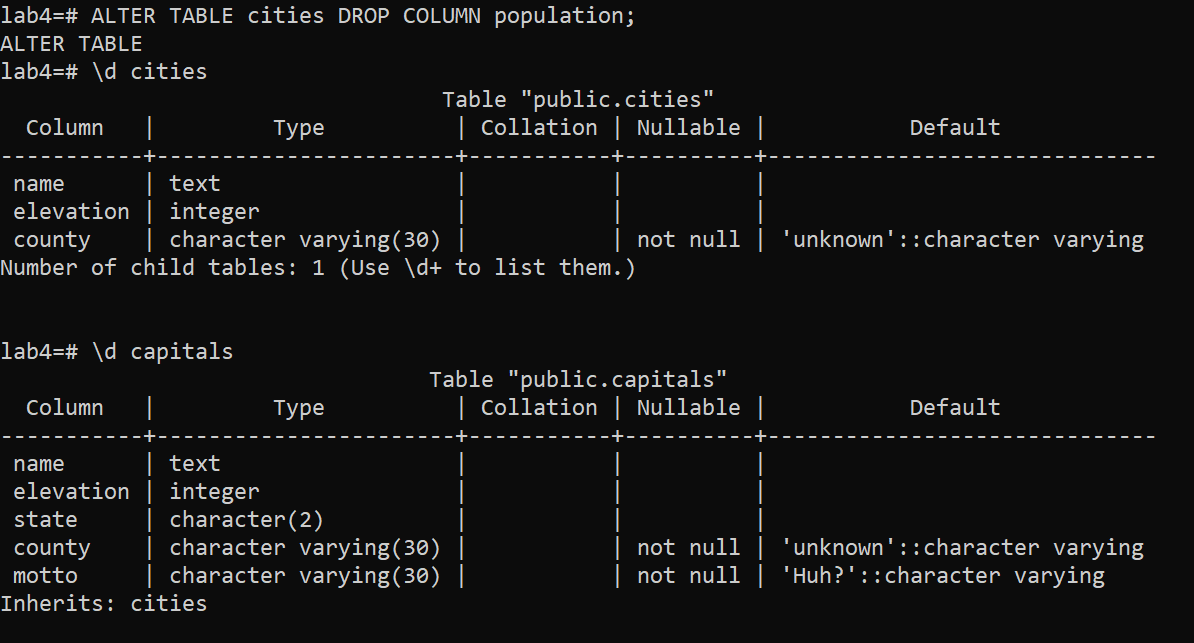 lab4=# ALTER TABLE cities DROP COLUMN population;
ALTER TABLE
lab4=# \d cities
                                  Table "public.cities"
  Column   |         Type          | Collation | Nullable |           Default
-----------+-----------------------+-----------+----------+------------------------------
 name      | text                  |           |          |
 elevation | integer               |           |          |
 county    | character varying(30) |           | not null | 'unknown'::character varying
Number of child tables: 1 (Use \d+ to list them.)
lab4=# \d capitals
                                 Table "public.capitals"
  Column   |         Type          | Collation | Nullable |           Default
-----------+-----------------------+-----------+----------+------------------------------
 name      | text                  |           |          |
 elevation | integer               |           |          |
 state     | character(2)          |           |          |
 county    | character varying(30) |           | not null | 'unknown'::character varying
 motto     | character varying(30) |           | not null | 'Huh?'::character varying
Inherits: cities